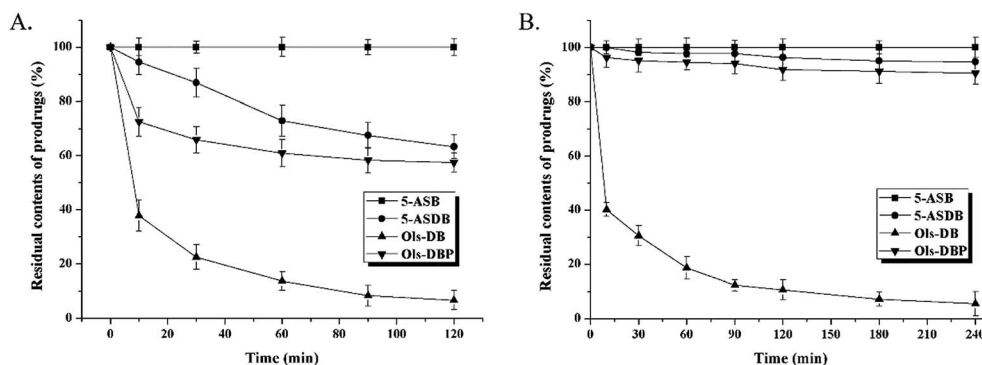 A.
Residual contents of prodrugs (%)
100
80
60
40
20
0
5-ASB
5-ASDB
Ols-DB
Ols-DBP
0 20 40 60 80 100 120
Time (min)
B.
Residual contents of prodrugs (%)
100
80
60
40
20
0
5-ASB
5-ASDB
Ols-DB
Ols-DBP
0 30 60 90 120 150 180 210 240
Time (min)